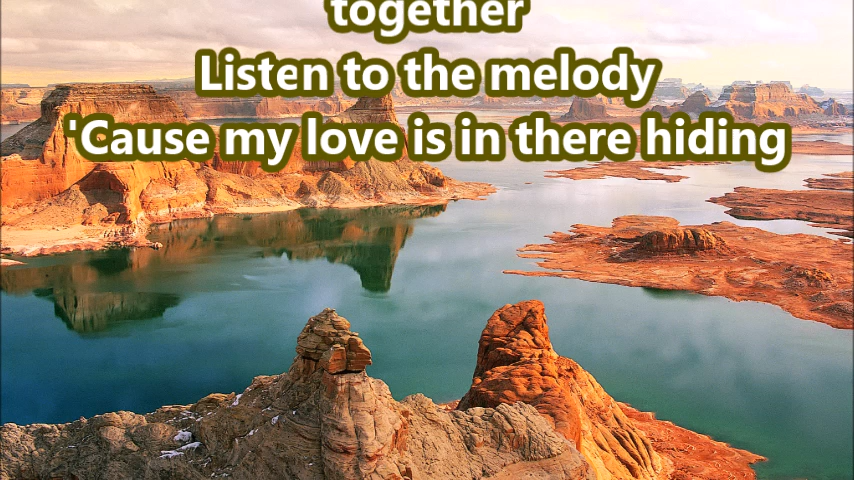 together
Listen to the melody
'Cause my love is in there hiding